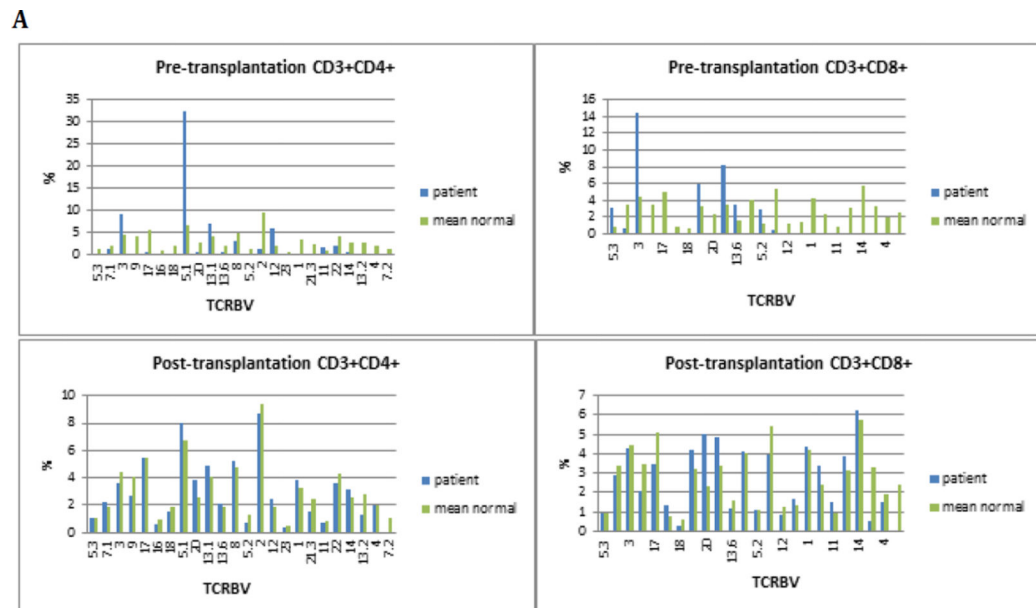 A
Pre-transplantation CD3+CD4+
35
30
25
20
15
10
5
0
%
5.3 7.1 3 9 17 16 18 5.1 20 13.1 13.6 8 5.2 2 12 23 1 21.3 11 22 14 13.2 4 7.2
TCRBV
patient
mean normal
Pre-transplantation CD3+CD8+
16
14
12
10
8
6
4
2
0
%
5.3 3 17 18 20 13.6 5.2 12 1 11 14 4
TCRBV
patient
mean normal
Post-transplantation CD3+CD4+
10
8
6
4
2
0
%
5.3 7.1 3 9 17 16 18 5.1 20 13.1 13.6 8 5.2 2 12 23 1 21.3 11 22 14 13.2 4 7.2
TCRBV
patient
mean normal
Post-transplantation CD3+CD8+
7
6
5
4
3
2
1
0
%
5.3 3 17 18 20 13.6 5.2 12 1 11 14 4
TCRBV
patient
mean normal